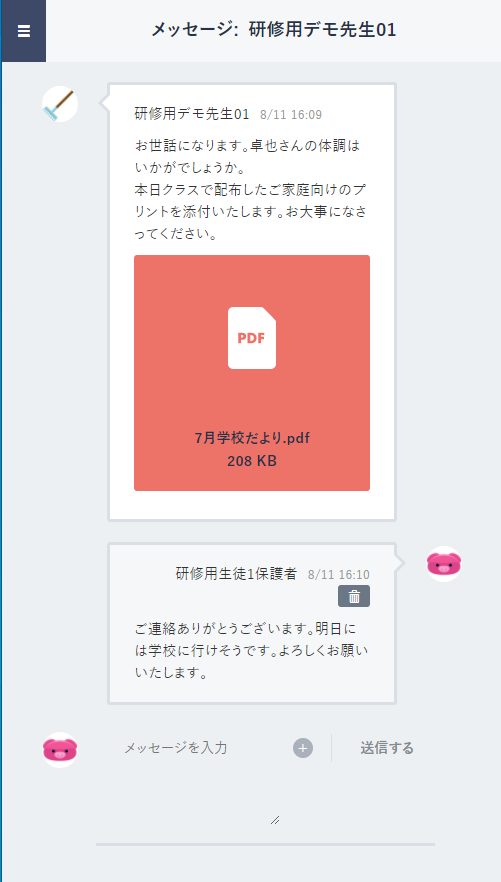 メッセージ: 研修用デモ先生01
研修用デモ先生01 8/11 16:09
お世話になります。卓也さんの体調は
いかがでしょうか。
本日クラスで配布したご家庭向けのプ
リントを添付いたします。お大事になさ
ってください。
PDF
7月学校だより.pdf
208 KB
研修用生徒1保護者 8/11 16:10
ご連絡ありがとうございます。明日に
は学校に行けそうです。よろしくお願い
いたします。
メッセージを入力 送信する